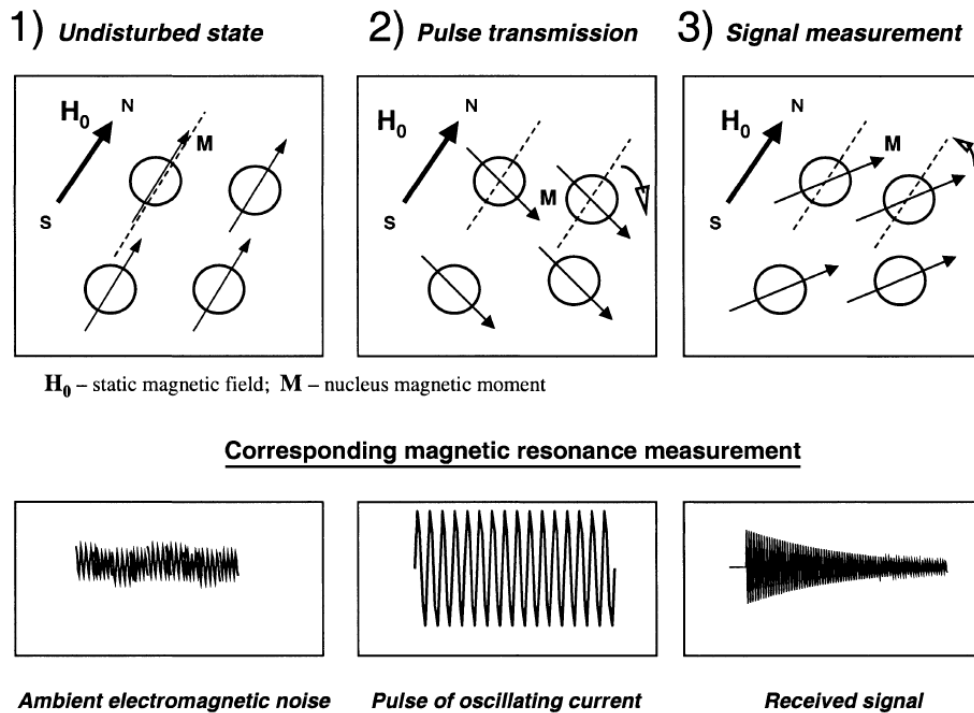 1) Undisturbed state
2) Pulse transmission
3) Signal measurement
H₀ N M S
H₀ N M S
H₀ N M S
H₀ – static magnetic field; M – nucleus magnetic moment
Corresponding magnetic resonance measurement
Ambient electromagnetic noise
Pulse of oscillating current
Received signal